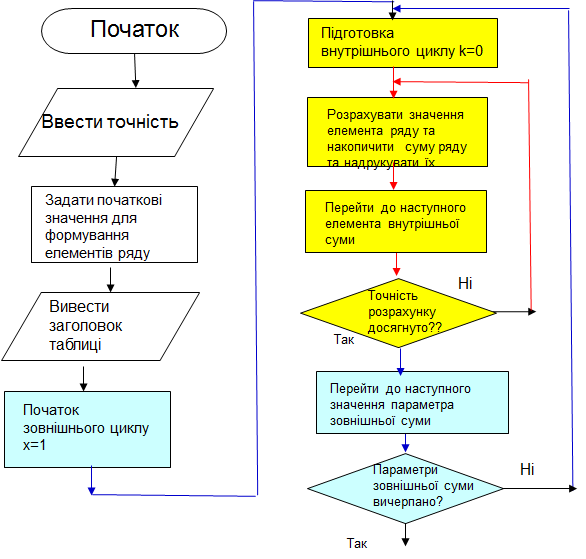 Початок
Ввести точність
Задати початкові
значення для
формування
елементів ряду
Вивести
заголовок
таблиці
Початок
зовнішнього циклу
x=1
Підготовка
внутрішнього циклу k=0
Розрахувати значення
елемента ряду та
накопичити суму ряду
та надрукувати їх
Перейти до наступного
елемента внутрішньої
суми
Точність
розрахунку
досягнуто??
Ні
Так
Перейти до наступного
значення параметра
зовнішньої суми
Параметри
зовнішньої суми
вичерпано?
Ні
Так